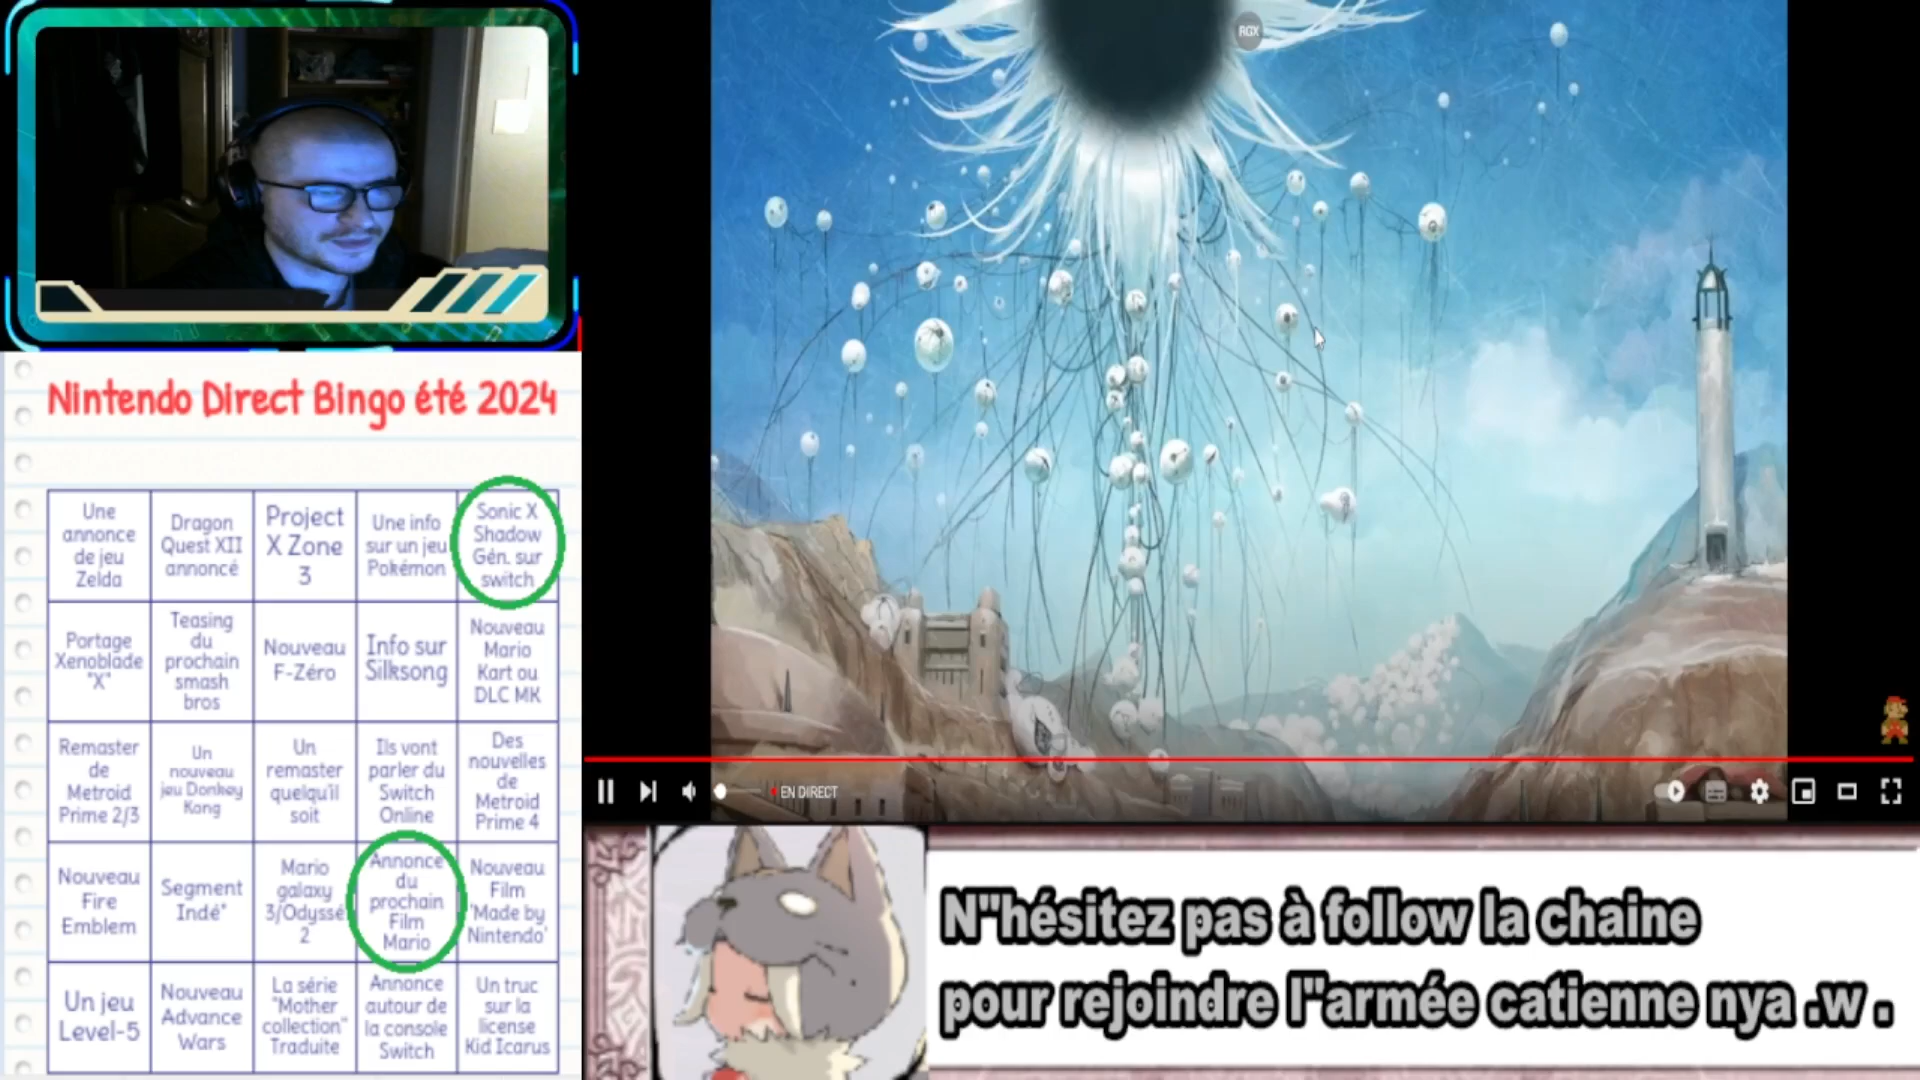 RGX
Nintendo Direct Bingo été 2024
Une
annonce
de jeu
Zelda
Dragon
Quest XII
annoncé
Project
X Zone
3
Une info
sur un jeu
Pokémon
Sonic X
Shadow
Gén. sur
switch
Portage
Xenoblade
"X"
Teasing
du
prochain
smash
bros
Nouveau
F-Zéro
Info sur
Silksong
Nouveau
Mario
Kart ou
DLC MK
Remaster
de
Metroid
Prime 2/3
Un
nouveau
jeu Donkey
Kong
Un
remaster
quelqu'il
soit
Ils vont
parler du
Switch
Online
Des
nouvelles
de
Metroid
Prime 4
Nouveau
Fire
Emblem
Segment
Indé"
Mario
galaxy
3/Odyssé
2
Annonce
du
prochain
Film
Mario
Nouveau
Film
'Made by
Nintendo'
Un jeu
Level-5
Nouveau
Advance
Wars
La série
"Mother
collection"
Traduite
Annonce
autour de
la console
Switch
Un truc
sur la
license
Kid Icarus
EN DIRECT
N"hésitez pas à follow la chaine
pour rejoindre l"armée catienne nya .w .